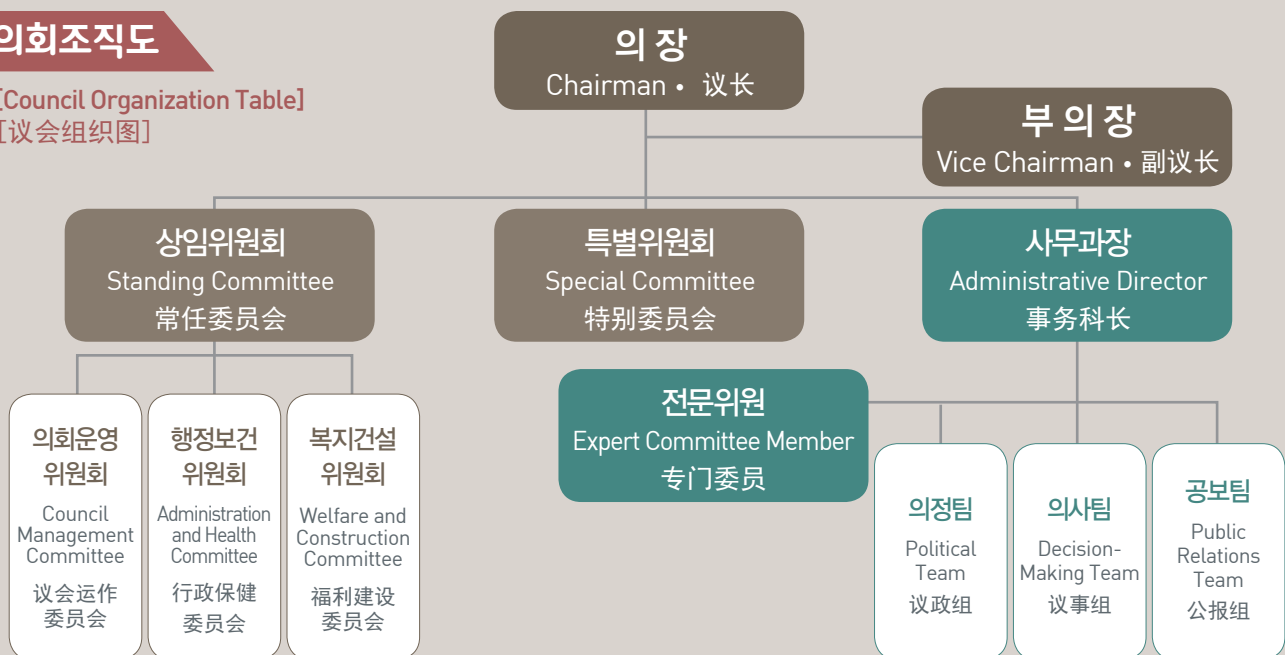 의회조직도
[Council Organization Table]
[议会组织图]
의 장
Chairman • 议长
부 의 장
Vice Chairman • 副议长
상임위원회
Standing Committee
常任委员会
특별위원회
Special Committee
特别委员会
사무과장
Administrative Director
事务科长
전문위원
Expert Committee Member
专门委员
의회운영
위원회
Council
Management
Committee
议会运作
委员会
행정보건
위원회
Administration
and Health
Committee
行政保健
委员会
복지건설
위원회
Welfare and
Construction
Committee
福利建设
委员会
의정팀
Political
Team
议政组
의사팀
Decision-
Making Team
议事组
공보팀
Public
Relations
Team
公报组